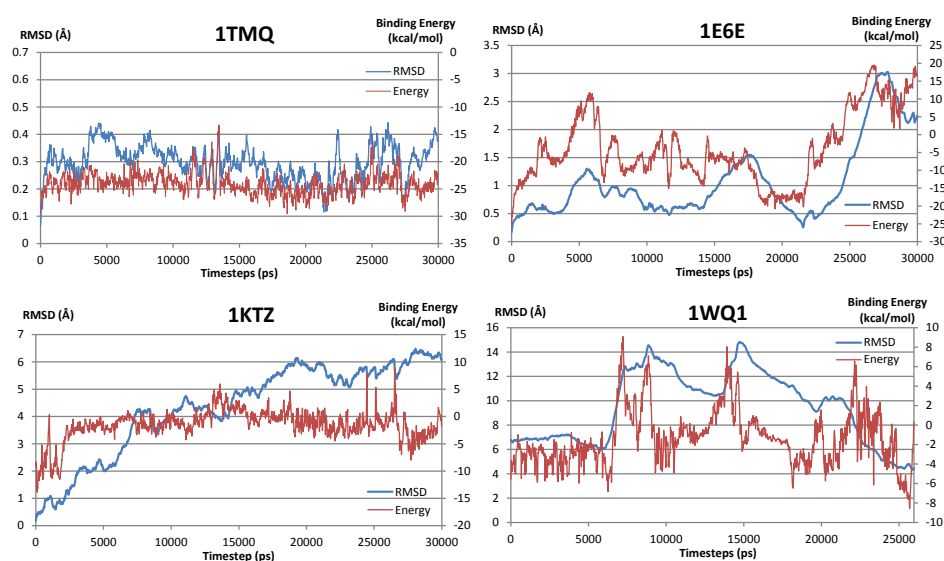 RMSD (Å)
1TMQ
Binding Energy
(kcal/mol)
0.7
0.6
0.5
0.4
0.3
0.2
0.1
0
0
-5
-10
-15
-20
-25
-30
-35
RMSD
Energy
0 5000 10000 15000 20000 25000 30000
Timesteps (ps)
RMSD (Å)
1E6E
Binding Energy
(kcal/mol)
3.5
3
2.5
2
1.5
1
0.5
0
25
20
15
10
5
0
-5
-10
-15
-20
-25
-30
RMSD
Energy
0 5000 10000 15000 20000 25000 30000
Timesteps (ps)
RMSD (Å)
1KTZ
Binding Energy
(kcal/mol)
7
6
5
4
3
2
1
0
15
10
5
0
-5
-10
-15
-20
RMSD
Energy
0 5000 10000 15000 20000 25000 30000
Timestep (ps)
RMSD (Å)
1WQ1
Binding Energy
(kcal/mol)
16
14
12
10
8
6
4
2
0
10
8
6
4
2
0
-2
-4
-6
-8
-10
RMSD
Energy
0 5000 10000 15000 20000 25000
Timesteps (ps)